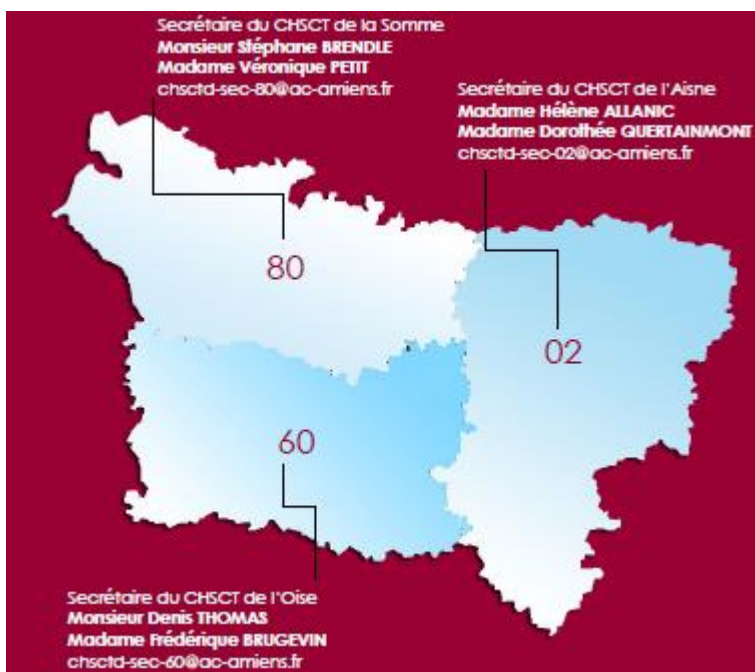 Secrétaire du CHSCT de la Somme
Monsieur Stéphane BRENDLE
Madame Véronique PETIT
chsctd-sec-80@ac-amiens.fr
Secrétaire du CHSCT de l'Aisne
Madame Hélène ALLANIC
Madame Dorothée QUERTAINMONT
chsctd-sec-02@ac-amiens.fr
80
02
60
Secrétaire du CHSCT de l'Oise
Monsieur Denis THOMAS
Madame Frédérique BRUGEVIN
chsctd-sec-60@ac-amiens.fr